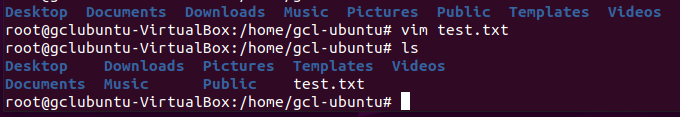 Desktop Documents Downloads Music Pictures Public Templates Videos
root@gclubuntu-VirtualBox:/home/gcl-ubuntu# vim test.txt
root@gclubuntu-VirtualBox:/home/gcl-ubuntu# ls
Desktop Downloads Pictures Templates Videos
Documents Music Public test.txt
root@gclubuntu-VirtualBox:/home/gcl-ubuntu#